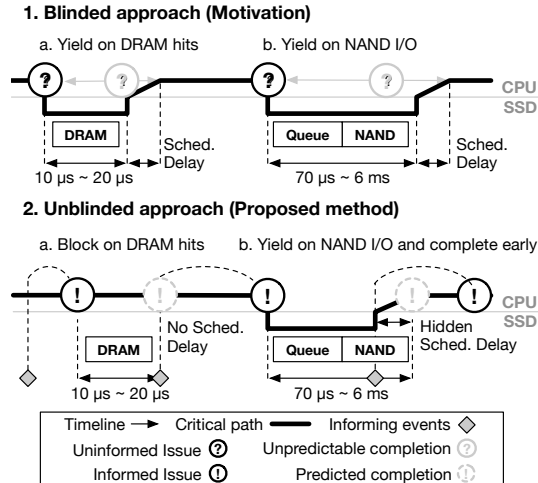 1. Blinded approach (Motivation)
a. Yield on DRAM hits b. Yield on NAND I/O
? ? ? ?
CPU
SSD
DRAM Queue NAND
Sched. Delay Sched. Delay
10 µs ~ 20 µs 70 µs ~ 6 ms
2. Unblinded approach (Proposed method)
a. Block on DRAM hits b. Yield on NAND I/O and complete early
! ! ! ! !
CPU
SSD
No Sched. Delay Hidden Sched. Delay
DRAM Queue NAND
10 µs ~ 20 µs 70 µs ~ 6 ms
Timeline Critical path Informing events
Uninformed Issue ? Unpredictable completion ?
Informed Issue ! Predicted completion !